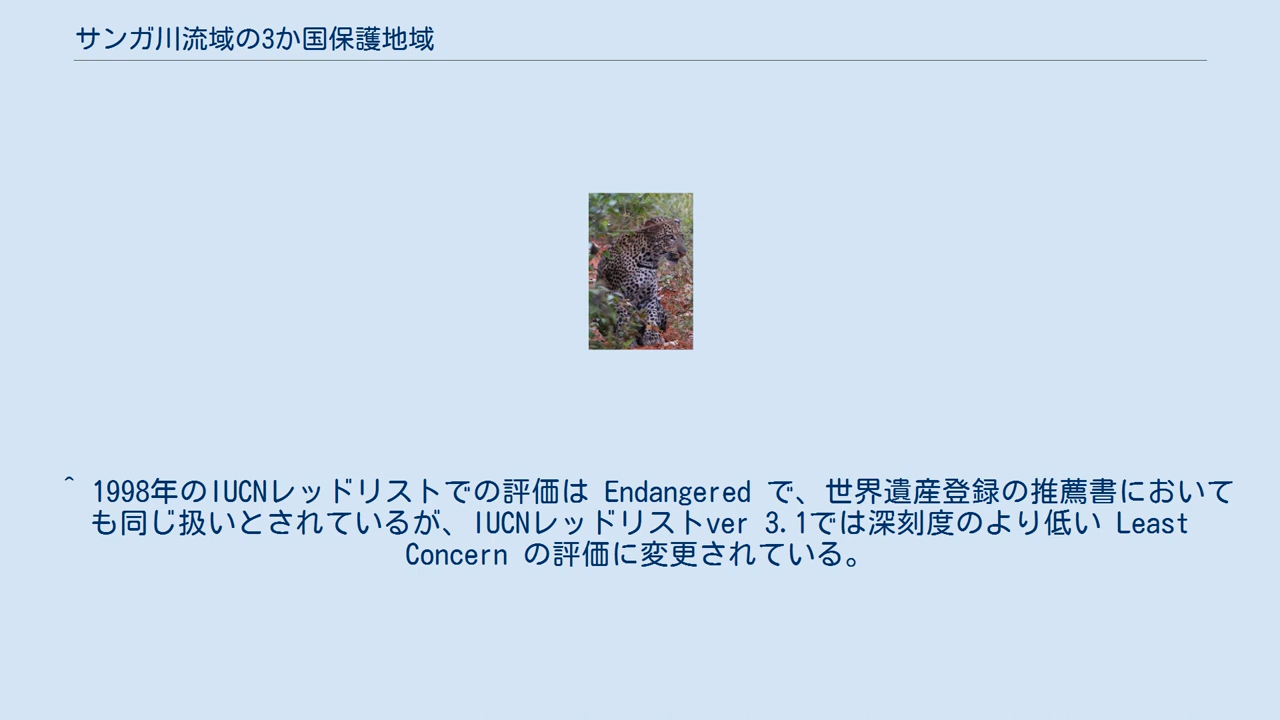 サンガ川流域の3か国保護地域
^ 1998年のIUCNレッドリストでの評価は Endangered で、世界遺産登録の推薦書において
も同じ扱いとされているが、IUCNレッドリストver 3.1では深刻度のより低い Least
Concern の評価に変更されている。